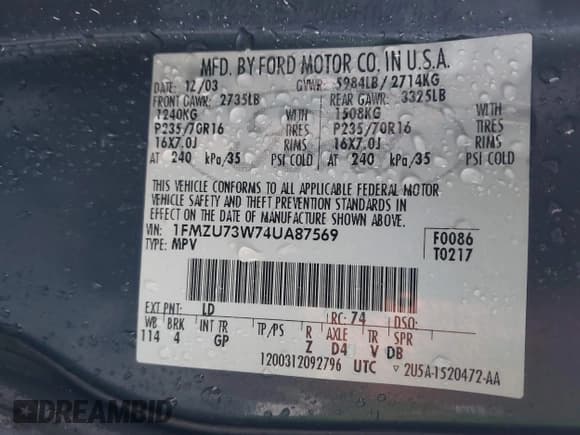 MFD. BY FORD MOTOR CO. IN U.S.A.
DATE: 12/03 GVWR: 5984LB/ 2714KG
FRONT GAWR: 2735LB REAR GAWR: 3325LB
1240KG WITH 1508KG WITH
P235/70R16 TIRES P235/70R16 TIRES
16X7.0J RIMS 16X7.0J RIMS
AT 240 kPa/35 PSI COLD AT 240 kPa/35 PSI COLD
THIS VEHICLE CONFORMS TO ALL APPLICABLE FEDERAL MOTOR
VEHICLE SAFETY AND THEFT PREVENTION STANDARDS IN EFFECT
ON THE DATE OF MANUFACTURE SHOWN ABOVE.
VIN: 1FMZU73W74UA87569 F0086
TYPE: MPV T0217
EXT PNT: LD RC: 74 DSO:
WB BRK INT TR TP/PS R AXLE TR SPR
114 4 GP Z D4 V DB
1200312092796 UTC ▽ 2U5A-1520472-AA
DREAMBID